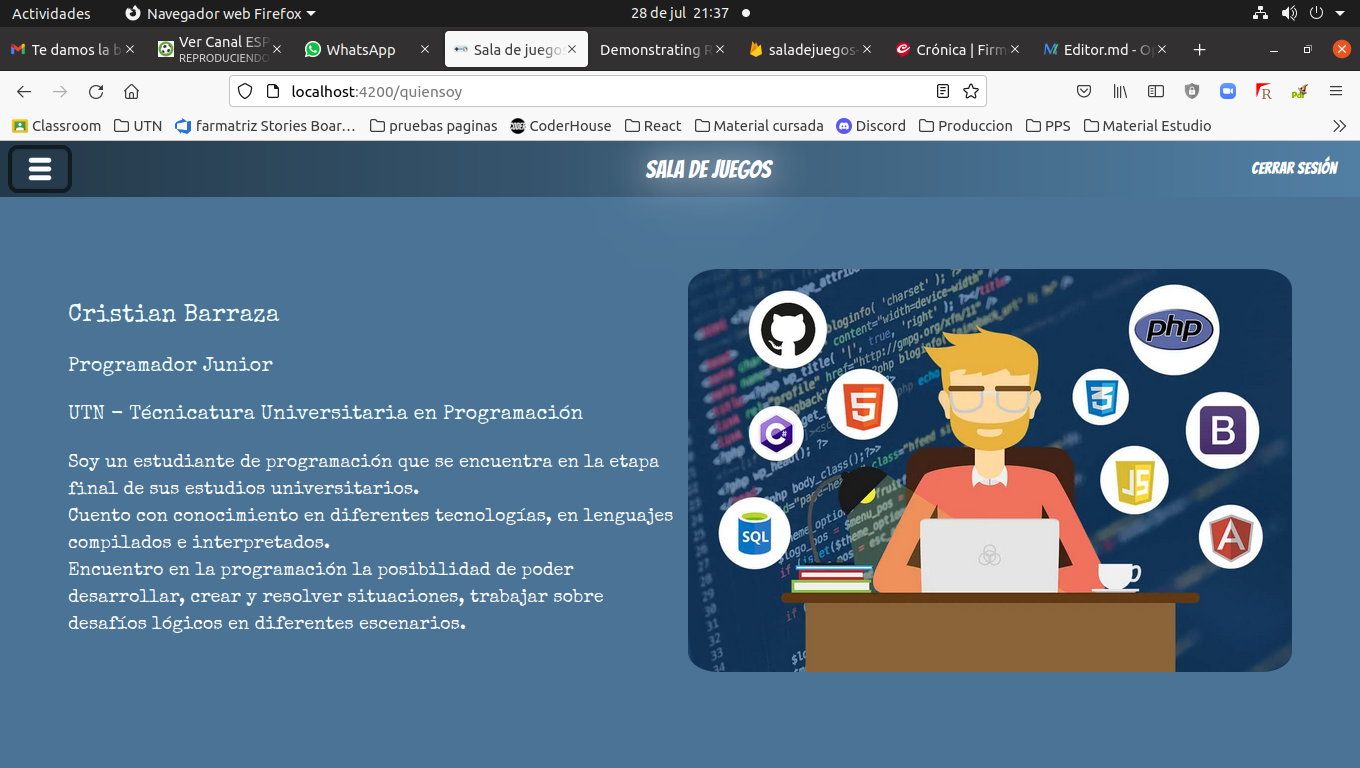 Actividades
Navegador web Firefox
28 de jul 21:37
Te damos la b
Ver Canal ESP
REPRODUCIENDO
WhatsApp
Sala de juego
Demonstrating R
saladejuegos-
Crónica | Firm
Editor.md - Op
localhost:4200/quiensoy
Classroom
UTN
farmatriz Stories Boar…
pruebas paginas
CoderHouse
React
Material cursada
Discord
Produccion
PPS
Material Estudio
SALA DE JUEGOS
CERRAR SESIÓN
Cristian Barraza
Programador Junior
UTN - Técnicatura Universitaria en Programación
Soy un estudiante de programación que se encuentra en la etapa
final de sus estudios universitarios.
Cuento con conocimiento en diferentes tecnologías, en lenguajes
compilados e interpretados.
Encuentro en la programación la posibilidad de poder
desarrollar, crear y resolver situaciones, trabajar sobre
desafíos lógicos en diferentes escenarios.
php
5
3
C#
B
JS
SQL
A